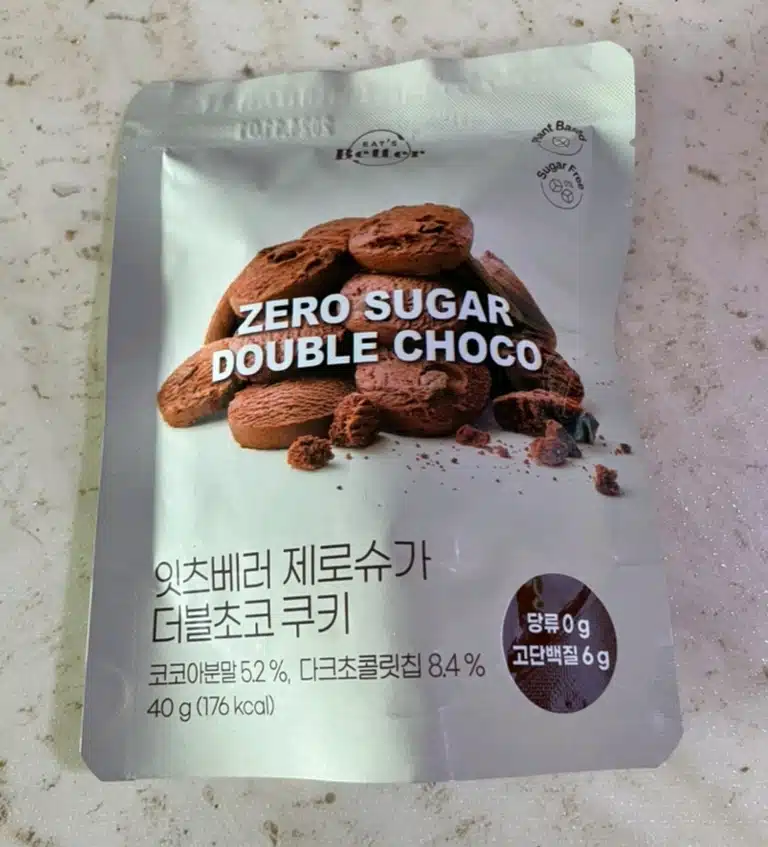 EAT'S
Better
Plant Based
Sugar Free
ZERO SUGAR
DOUBLE CHOCO
잇츠베러 제로슈가
더블초코 쿠키
코코아분말 5.2 %, 다크초콜릿칩 8.4 %
40 g (176 kcal)
당류 0 g
고단백질 6 g